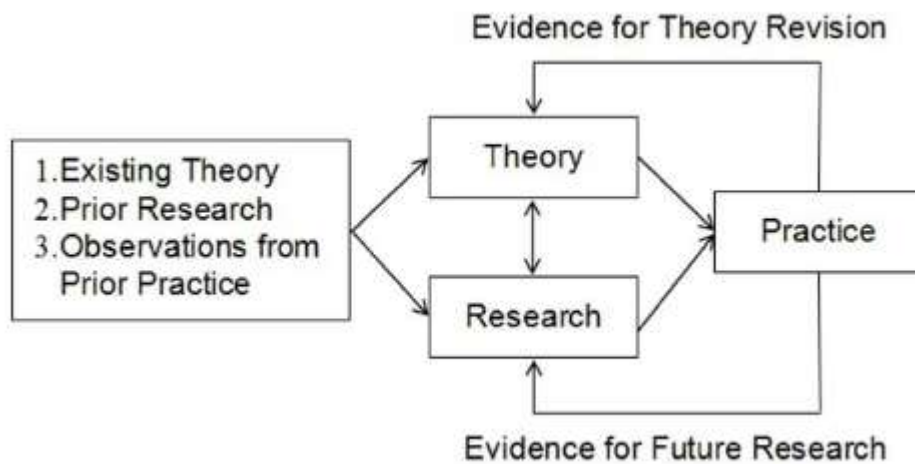 Evidence for Theory Revision
1.Existing Theory
2.Prior Research
3.Observations from
Prior Practice
Theory
Research
Practice
Evidence for Future Research